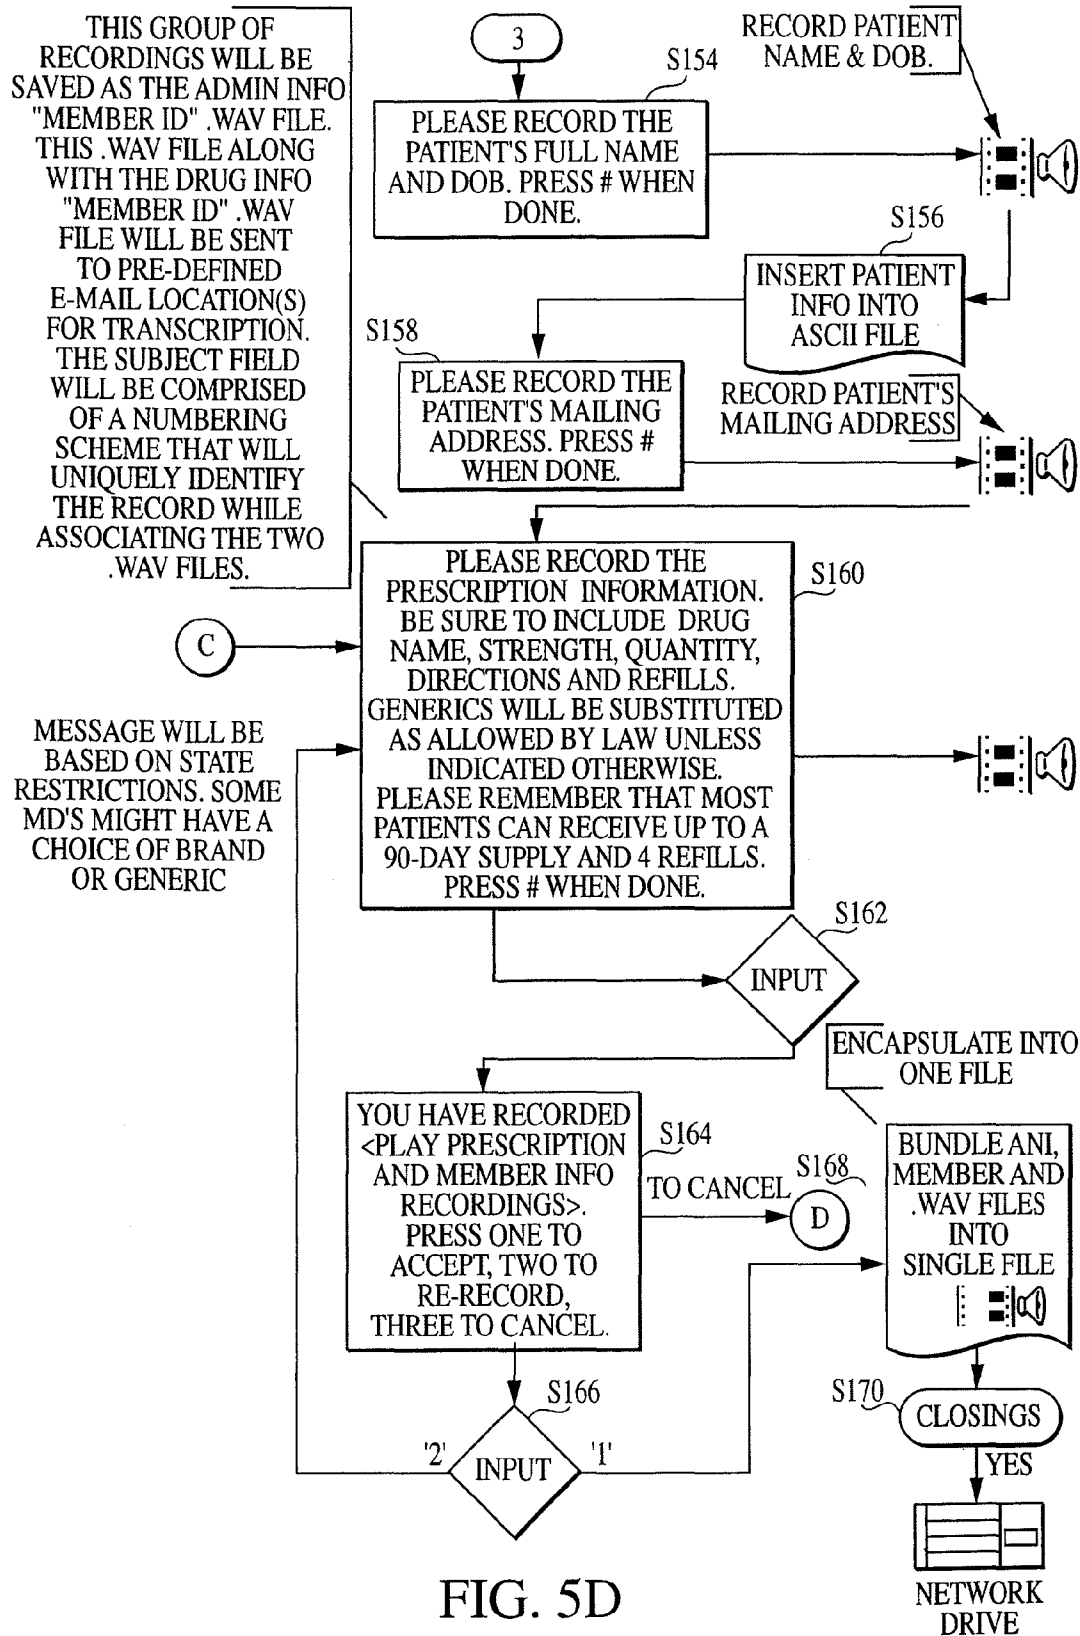 THIS GROUP OF
RECORDINGS WILL BE
SAVED AS THE ADMIN INFO
"MEMBER ID" .WAV FILE.
THIS .WAV FILE ALONG
WITH THE DRUG INFO
"MEMBER ID" .WAV
FILE WILL BE SENT
TO PRE-DEFINED
E-MAIL LOCATION(S)
FOR TRANSCRIPTION.
THE SUBJECT FIELD
WILL BE COMPRISED
OF A NUMBERING
SCHEME THAT WILL
UNIQUELY IDENTIFY
THE RECORD WHILE
ASSOCIATING THE TWO
.WAV FILES.
3
S154
RECORD PATIENT
NAME & DOB.
PLEASE RECORD THE
PATIENT'S FULL NAME
AND DOB. PRESS # WHEN
DONE.
S156
INSERT PATIENT
INFO INTO
ASCII FILE
S158
PLEASE RECORD THE
PATIENT'S MAILING
ADDRESS. PRESS #
WHEN DONE.
RECORD PATIENT'S
MAILING ADDRESS
S160
PLEASE RECORD THE
PRESCRIPTION INFORMATION.
BE SURE TO INCLUDE DRUG
NAME, STRENGTH, QUANTITY,
DIRECTIONS AND REFILLS.
GENERICS WILL BE SUBSTITUTED
AS ALLOWED BY LAW UNLESS
INDICATED OTHERWISE.
PLEASE REMEMBER THAT MOST
PATIENTS CAN RECEIVE UP TO A
90-DAY SUPPLY AND 4 REFILLS.
PRESS # WHEN DONE.
C
MESSAGE WILL BE
BASED ON STATE
RESTRICTIONS. SOME
MD'S MIGHT HAVE A
CHOICE OF BRAND
OR GENERIC
S162
INPUT
ENCAPSULATE INTO
ONE FILE
YOU HAVE RECORDED
<PLAY PRESCRIPTION
AND MEMBER INFO
RECORDINGS>.
PRESS ONE TO
ACCEPT, TWO TO
RE-RECORD,
THREE TO CANCEL.
S164
TO CANCEL
D
S168
BUNDLE ANI,
MEMBER AND
.WAV FILES
INTO
SINGLE FILE
S166
'2'
INPUT
'1'
S170
CLOSINGS
YES
NETWORK
DRIVE
FIG. 5D